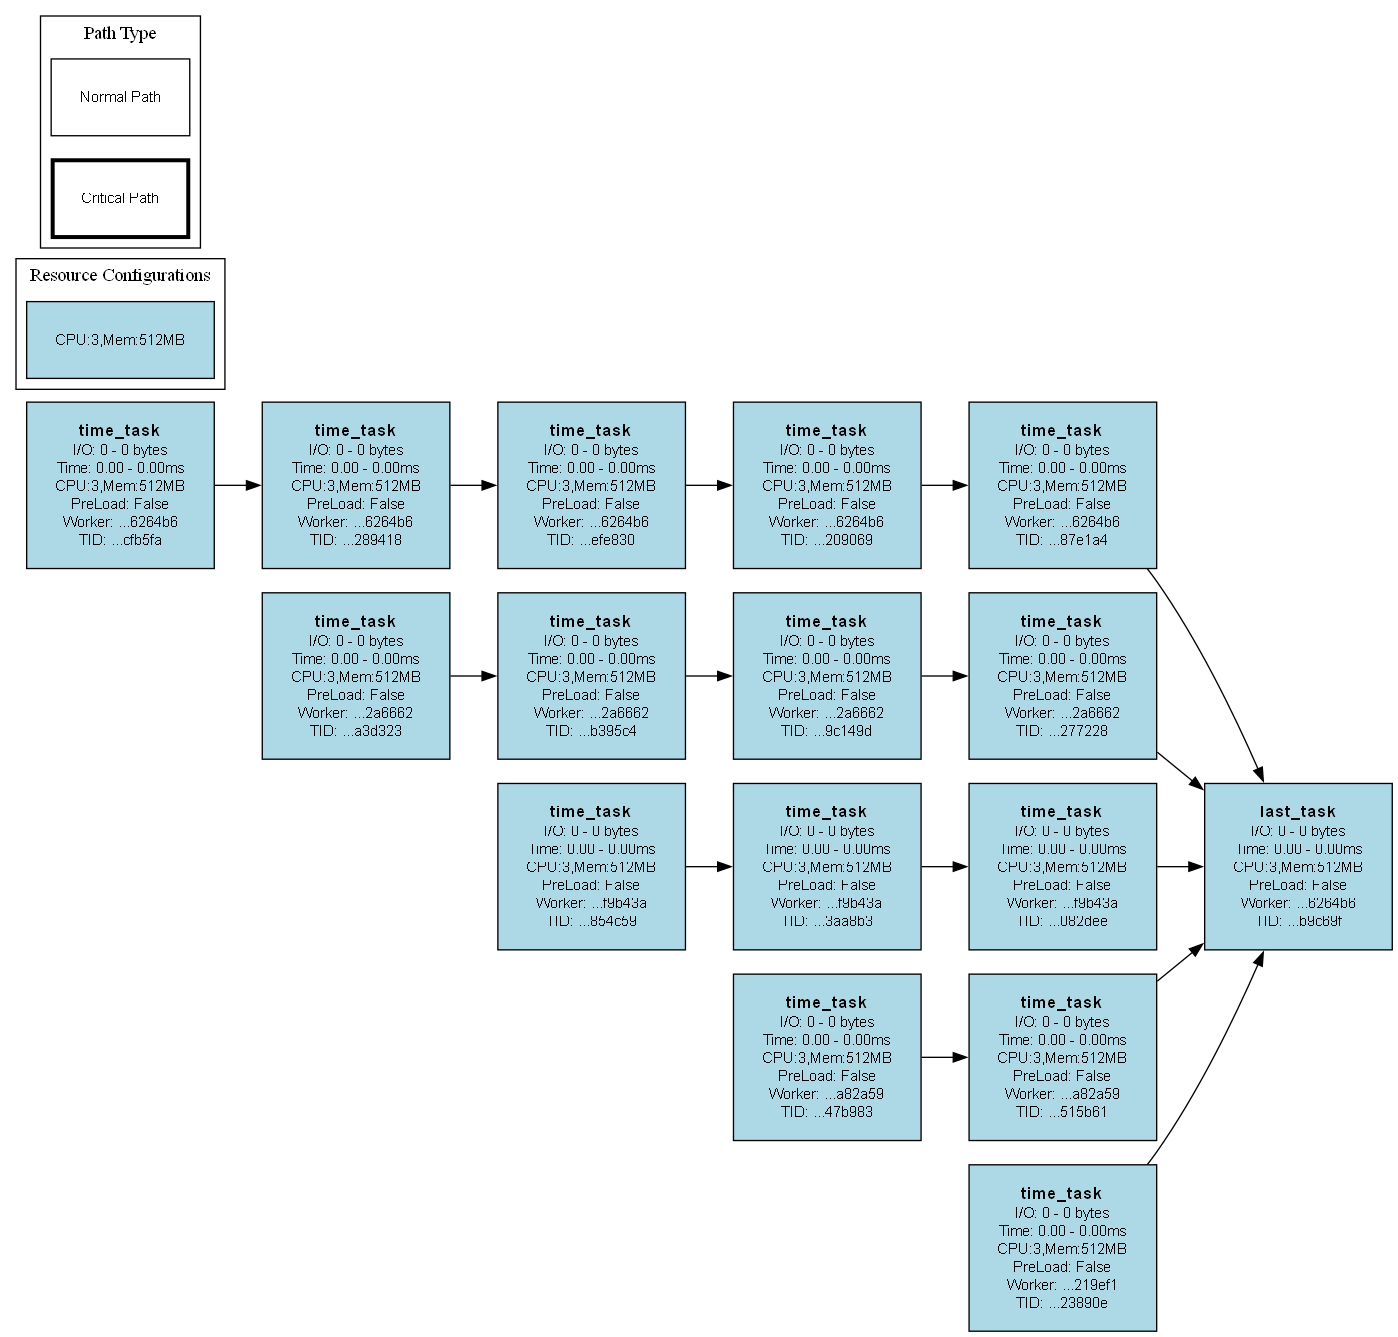 Path Type
Normal Path
Critical Path
Resource Configurations
CPU:3,Mem:512MB
time_task
I/O: 0 - 0 bytes
Time: 0.00 - 0.00ms
CPU:3,Mem:512MB
PreLoad: False
Worker: ...6264b6
TID: ...cfb5fa
time_task
I/O: 0 - 0 bytes
Time: 0.00 - 0.00ms
CPU:3,Mem:512MB
PreLoad: False
Worker: ...6264b6
TID: ...289418
time_task
I/O: 0 - 0 bytes
Time: 0.00 - 0.00ms
CPU:3,Mem:512MB
PreLoad: False
Worker: ...6264b6
TID: ...efe830
time_task
I/O: 0 - 0 bytes
Time: 0.00 - 0.00ms
CPU:3,Mem:512MB
PreLoad: False
Worker: ...6264b6
TID: ...209069
time_task
I/O: 0 - 0 bytes
Time: 0.00 - 0.00ms
CPU:3,Mem:512MB
PreLoad: False
Worker: ...6264b6
TID: ...87e1a4
time_task
I/O: 0 - 0 bytes
Time: 0.00 - 0.00ms
CPU:3,Mem:512MB
PreLoad: False
Worker: ...2a6662
TID: ...a3d323
time_task
I/O: 0 - 0 bytes
Time: 0.00 - 0.00ms
CPU:3,Mem:512MB
PreLoad: False
Worker: ...2a6662
TID: ...b395c4
time_task
I/O: 0 - 0 bytes
Time: 0.00 - 0.00ms
CPU:3,Mem:512MB
PreLoad: False
Worker: ...2a6662
TID: ...9c149d
time_task
I/O: 0 - 0 bytes
Time: 0.00 - 0.00ms
CPU:3,Mem:512MB
PreLoad: False
Worker: ...2a6662
TID: ...277228
time_task
I/O: 0 - 0 bytes
Time: 0.00 - 0.00ms
CPU:3,Mem:512MB
PreLoad: False
Worker: ...f9b43a
TID: ...854c59
time_task
I/O: 0 - 0 bytes
Time: 0.00 - 0.00ms
CPU:3,Mem:512MB
PreLoad: False
Worker: ...f9b43a
TID: ...3aa8b3
time_task
I/O: 0 - 0 bytes
Time: 0.00 - 0.00ms
CPU:3,Mem:512MB
PreLoad: False
Worker: ...f9b43a
TID: ...082dee
last_task
I/O: 0 - 0 bytes
Time: 0.00 - 0.00ms
CPU:3,Mem:512MB
PreLoad: False
Worker: ...6264b6
TID: ...b9c69f
time_task
I/O: 0 - 0 bytes
Time: 0.00 - 0.00ms
CPU:3,Mem:512MB
PreLoad: False
Worker: ...a82a59
TID: ...47b983
time_task
I/O: 0 - 0 bytes
Time: 0.00 - 0.00ms
CPU:3,Mem:512MB
PreLoad: False
Worker: ...a82a59
TID: ...515b61
time_task
I/O: 0 - 0 bytes
Time: 0.00 - 0.00ms
CPU:3,Mem:512MB
PreLoad: False
Worker: ...219ef1
TID: ...23890e